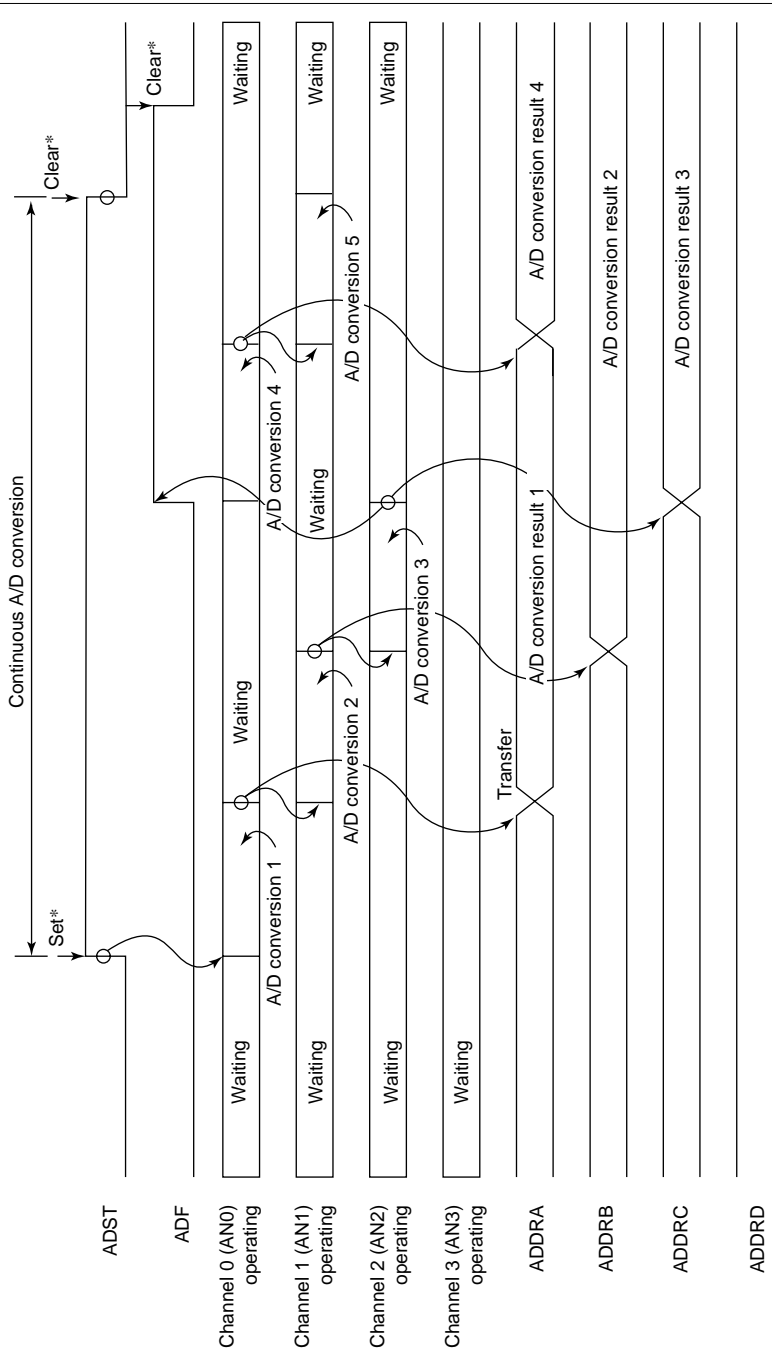 Continuous A/D conversion
Set*
Clear*
Clear*
ADST
ADF
Channel 0 (AN0)
operating
Waiting
A/D conversion 1
Waiting
A/D conversion 4
Waiting
Channel 1 (AN1)
operating
Waiting
A/D conversion 2
Waiting
A/D conversion 5
Waiting
Channel 2 (AN2)
operating
Waiting
A/D conversion 3
Waiting
Channel 3 (AN3)
operating
Waiting
Transfer
ADDRA
A/D conversion result 1
A/D conversion result 4
ADDRB
A/D conversion result 2
ADDRC
A/D conversion result 3
ADDRD